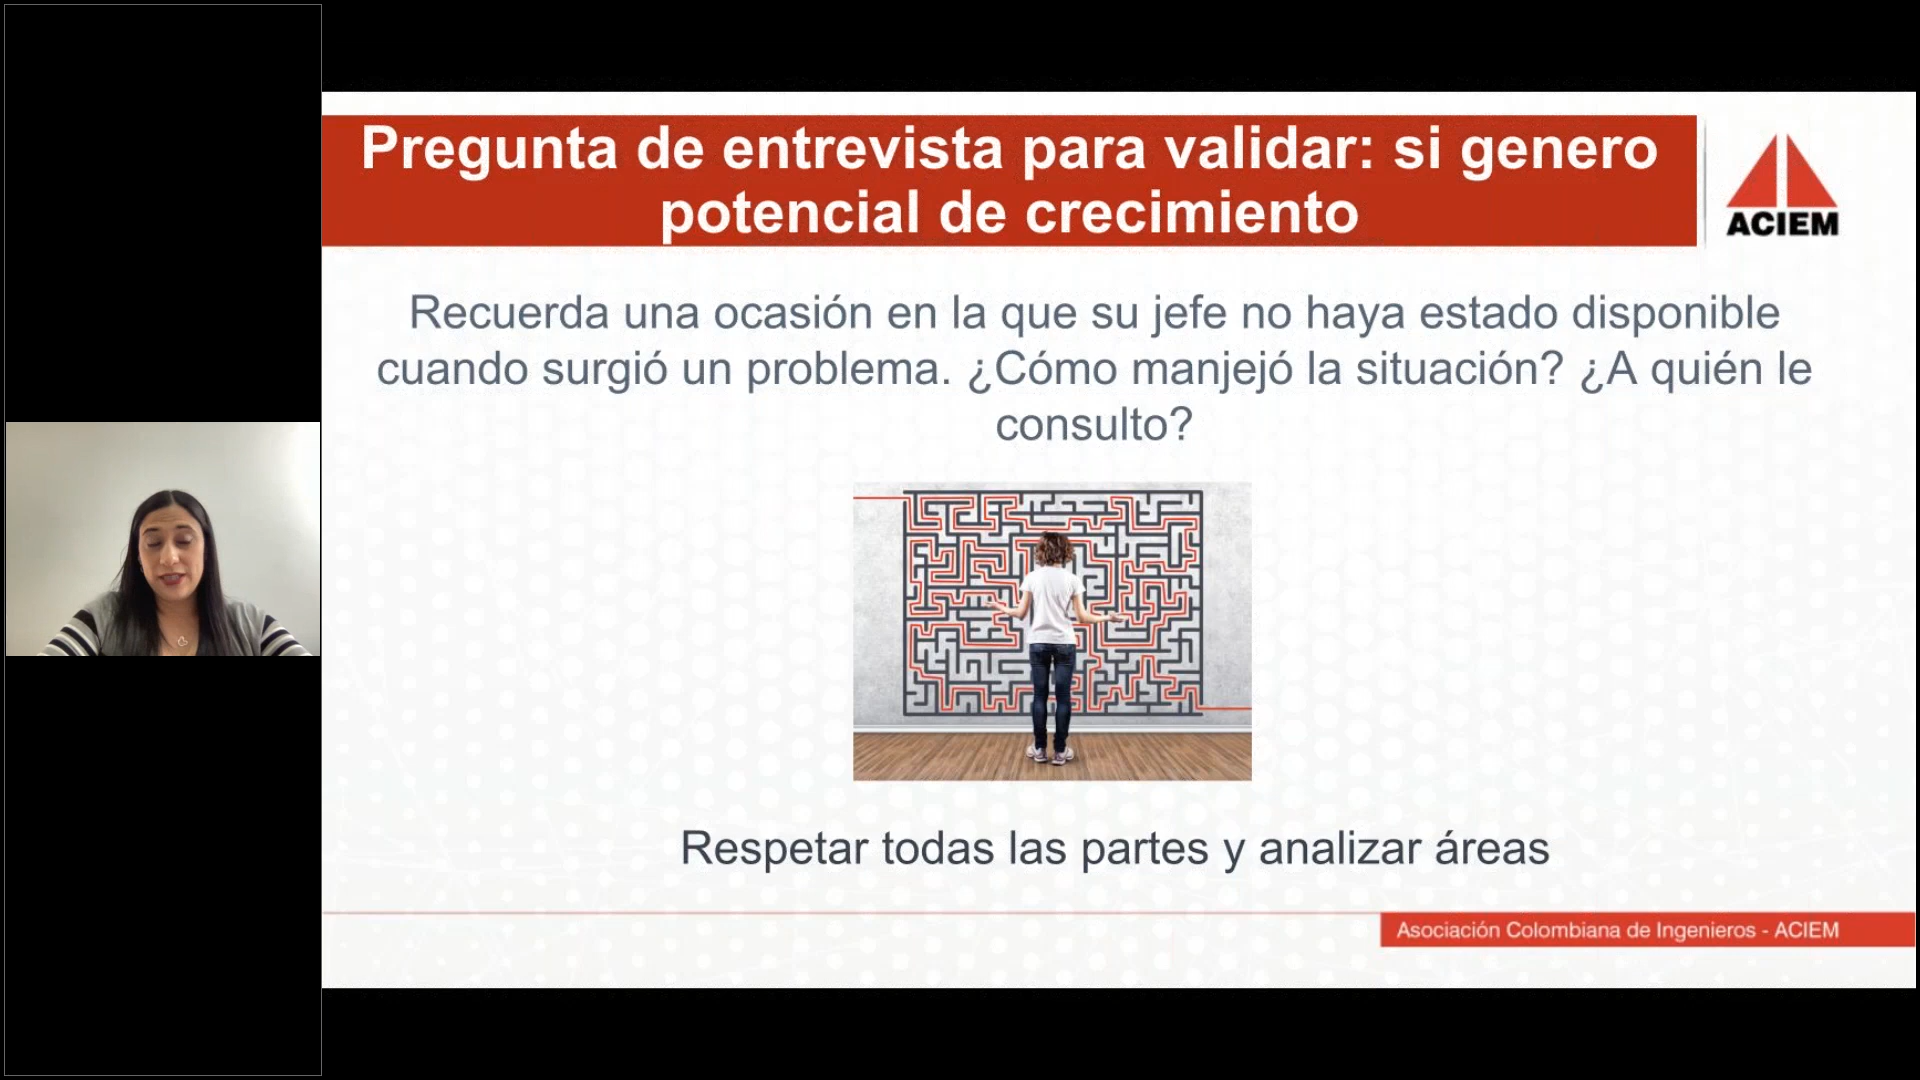 Pregunta de entrevista para validar: si genero
potencial de crecimiento
ACIEM
Recuerda una ocasión en la que su jefe no haya estado disponible
cuando surgió un problema. ¿Cómo manjejó la situación? ¿A quién le
consulto?
Respetar todas las partes y analizar áreas
Asociación Colombiana de Ingenieros - ACIEM